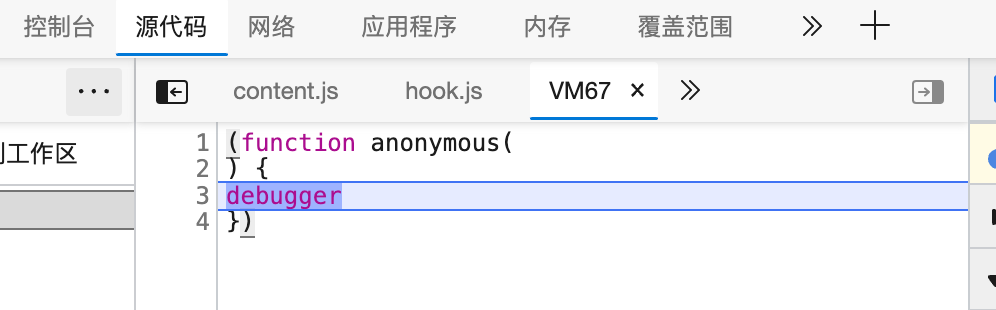 控制台 源代码 网络 应用程序 内存 覆盖范围
content.js hook.js VM67
工作区
1 (function anonymous(
2 ) {
3 debugger
4 })